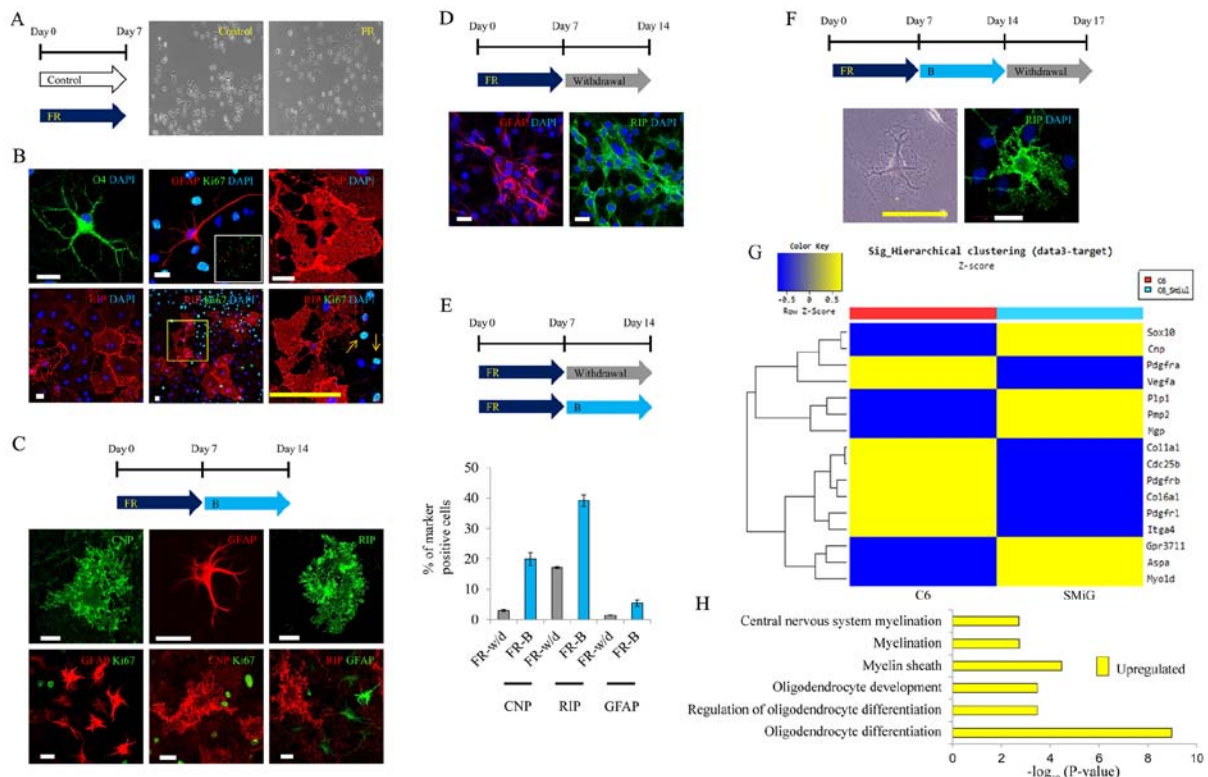 A
Day 0 Day 7
Control
FR
Control
FR
B
O4 DAPI
GFAP Ki67 DAPI
CNP DAPI
RIP DAPI
RIP Ki67 DAPI
RIP Ki67 DAPI
C
Day 0 Day 7 Day 14
FR B
CNP
GFAP
RIP
GFAP Ki67
CNP Ki67
RIP GFAP
D
Day 0 Day 7 Day 14
FR Withdrawal
GFAP DAPI
RIP DAPI
E
Day 0 Day 7 Day 14
FR Withdrawal
FR B
% of marker
positive cells
50
40
30
20
10
0
FR-w/d FR-B FR-w/d FR-B FR-w/d FR-B
CNP RIP GFAP
F
Day 0 Day 7 Day 14 Day 17
FR B Withdrawal
RIP DAPI
G
Color Key
-0.5 0 0.5
Row Z-Score
Sig_Hierarchical clustering (data3-target)
Z-score
C6
Sox10
Cnp
Pdgfra
Vegfa
Plp1
Pmp2
Mgp
Col1a1
Cdc25b
Pdgfrb
Col6a1
Pdgfrl
Itga4
Gpr37l1
Aspa
Myo1d
C6 SMiG
H
Central nervous system myelination
Myelination
Myelin sheath
Oligodendrocyte development
Regulation of oligodendrocyte differentiation
Oligodendrocyte differentiation
Upregulated
0 2 4 6 8 10
-log₁₀ (P-value)